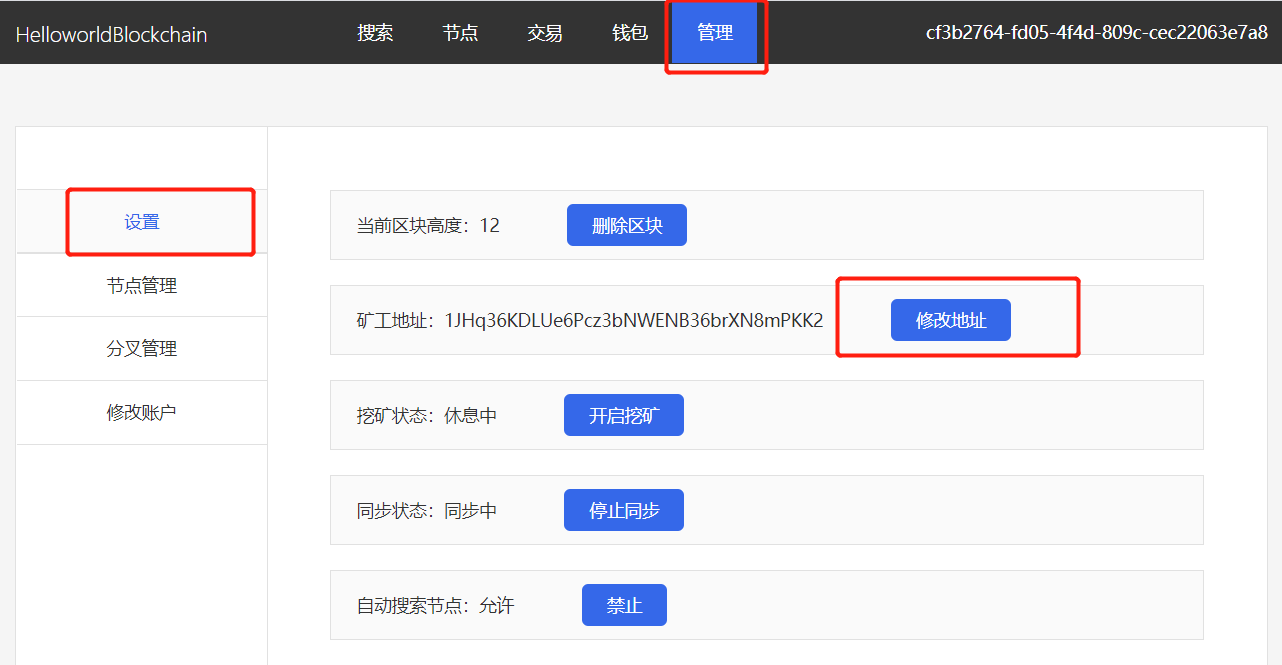 HelloworldBlockchain 搜索 节点 交易 钱包 管理 cf3b2764-fd05-4f4d-809c-cec22063e7a8
设置
节点管理
分叉管理
修改账户
当前区块高度：12 删除区块
矿工地址：1JHq36KDLUe6Pcz3bNWENB36brXN8mPKK2 修改地址
挖矿状态：休息中 开启挖矿
同步状态：同步中 停止同步
自动搜索节点：允许 禁止